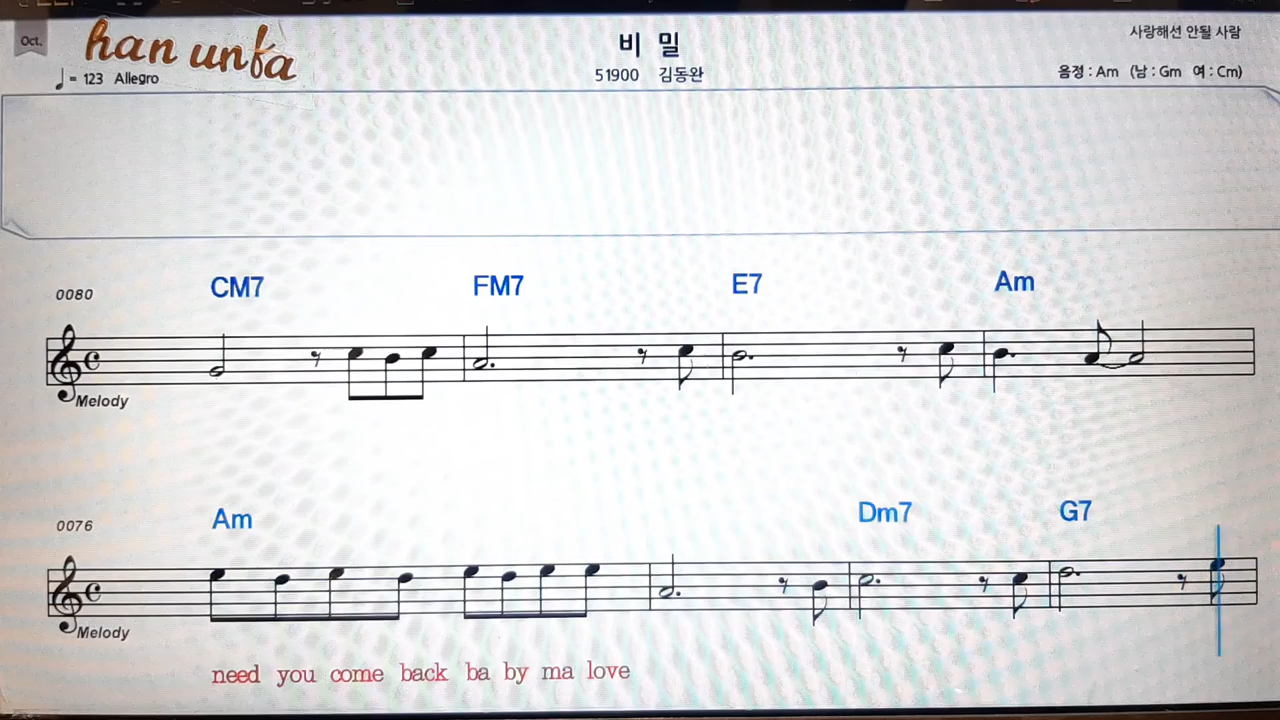 Oct.
han unfa
= 123 Allegro
비 밀
51900 김동완
사랑해선 안될 사람
음정 : Am (남 : Gm 여 : Cm)
0080
CM7 FM7 E7 Am
Melody
0076
Am Dm7 G7
Melody
need you come back ba by ma love